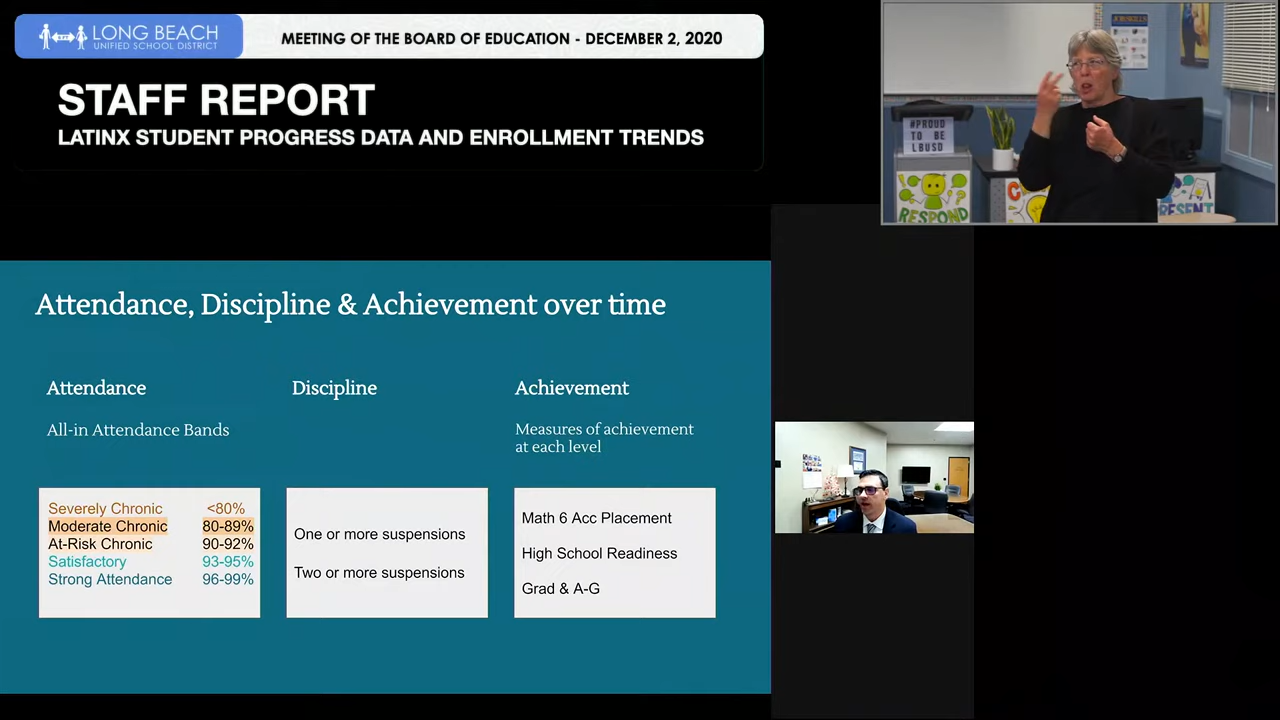 LONG BEACH
UNIFIED SCHOOL DISTRICT
MEETING OF THE BOARD OF EDUCATION - DECEMBER 2, 2020
STAFF REPORT
LATINX STUDENT PROGRESS DATA AND ENROLLMENT TRENDS
#PROUD
TO BE
LBUSD
RESPOND
Attendance, Discipline & Achievement over time
Attendance
All-in Attendance Bands
Severely Chronic <80%
Moderate Chronic 80-89%
At-Risk Chronic 90-92%
Satisfactory 93-95%
Strong Attendance 96-99%
Discipline
One or more suspensions
Two or more suspensions
Achievement
Measures of achievement
at each level
Math 6 Acc Placement
High School Readiness
Grad & A-G